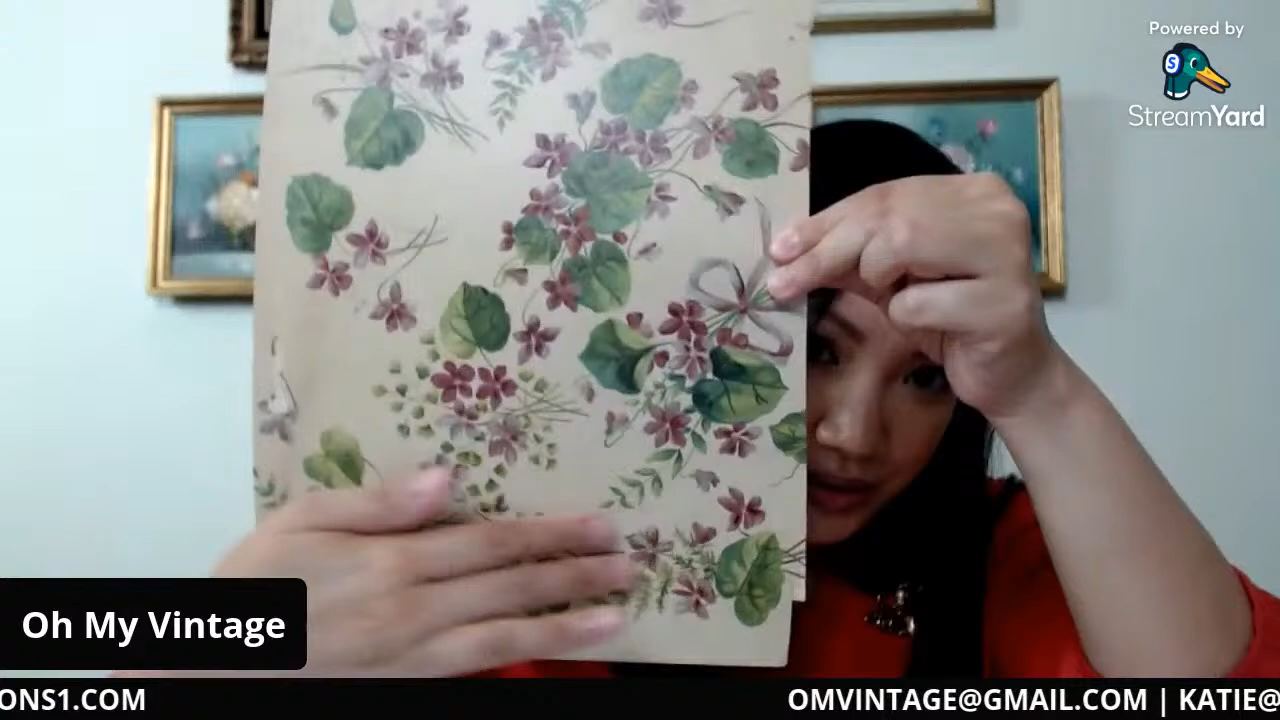 Powered by
StreamYard
Oh My Vintage
ONS1.COM
OMVINTAGE@GMAIL.COM | KATIE@